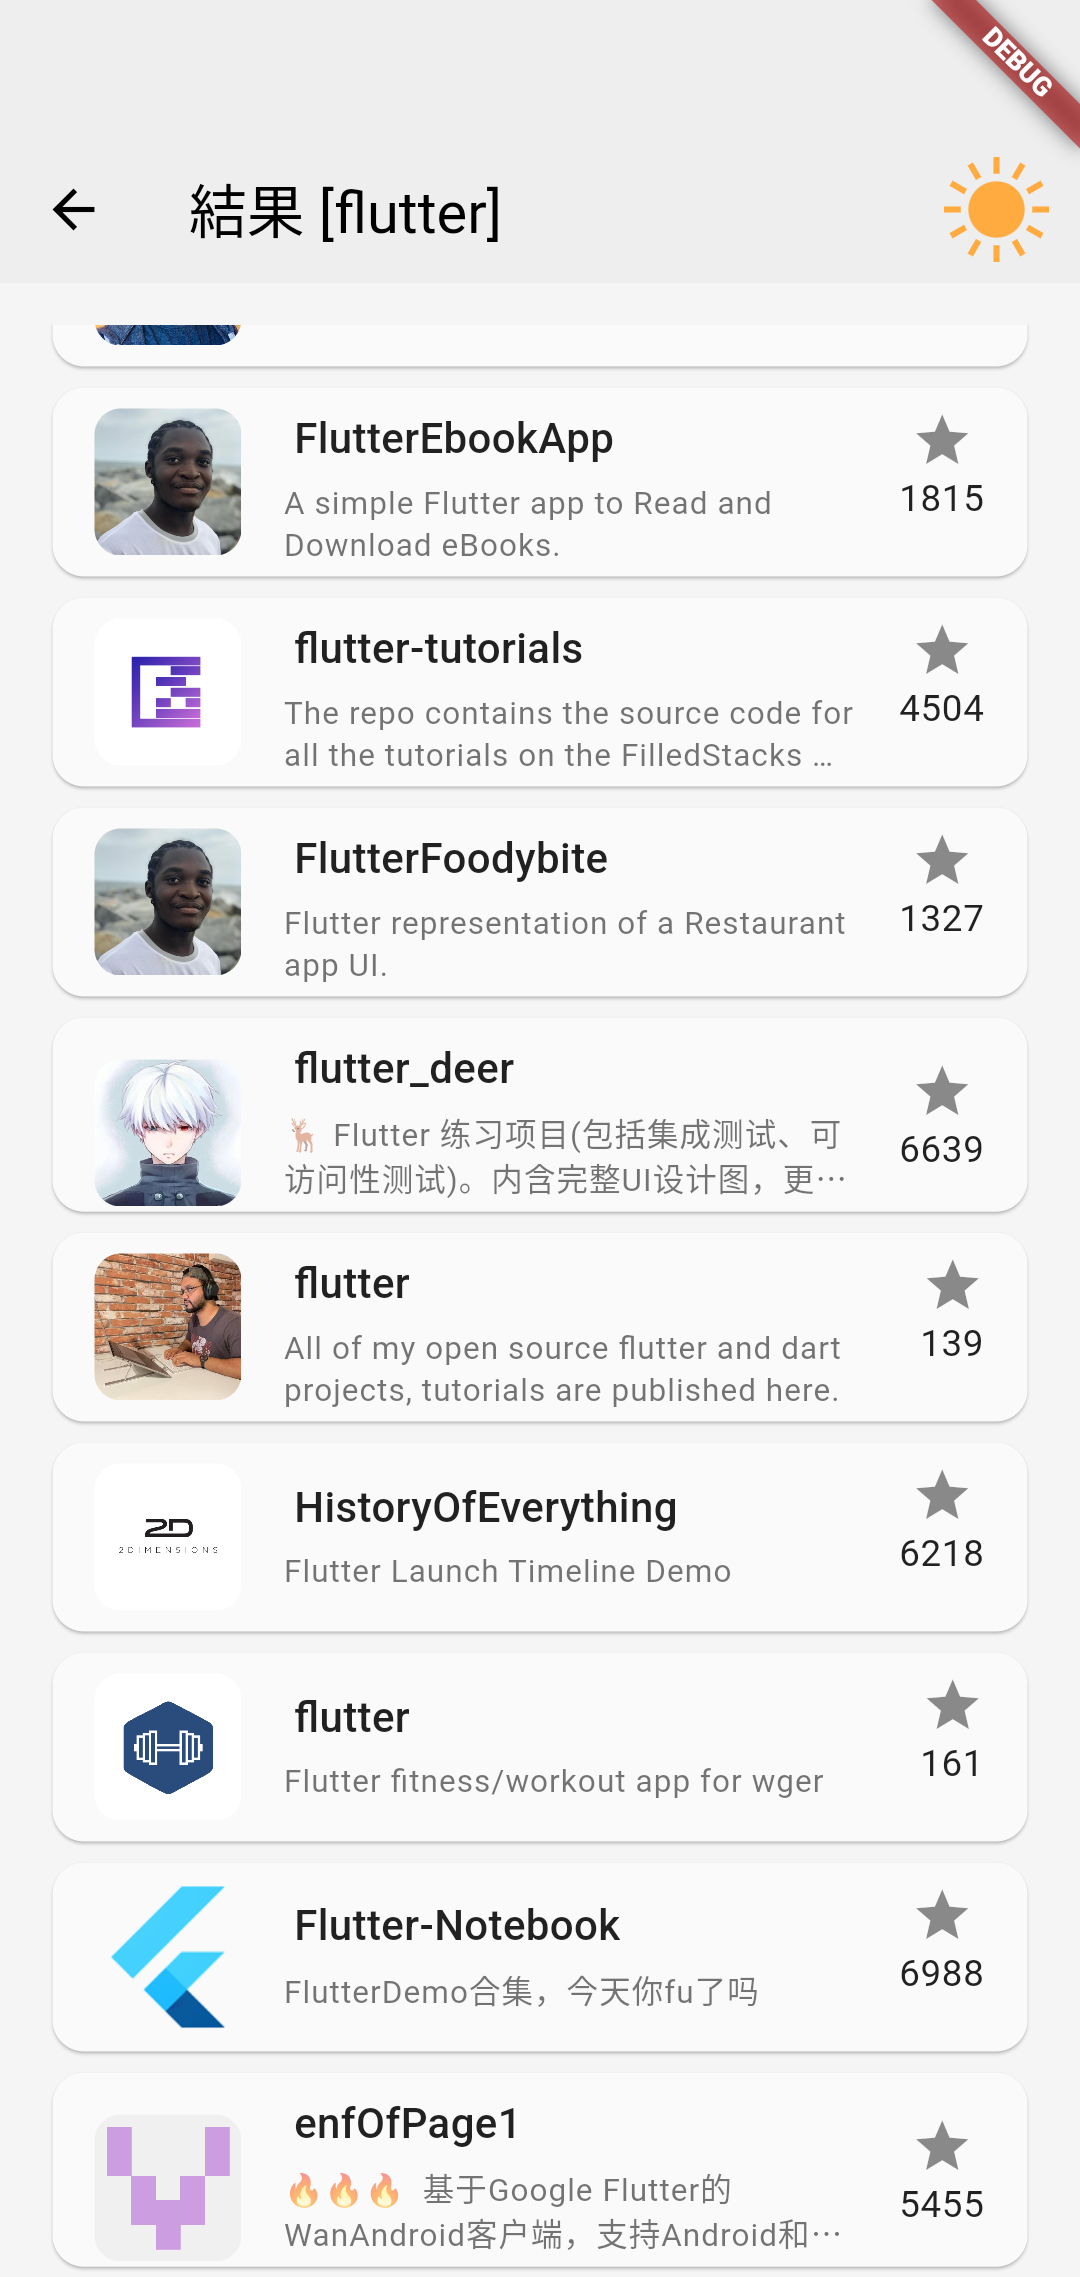 DEBUG
結果 [flutter]
FlutterEbookApp
1815
A simple Flutter app to Read and
Download eBooks.
flutter-tutorials
4504
The repo contains the source code for
all the tutorials on the FilledStacks …
FlutterFoodybite
1327
Flutter representation of a Restaurant
app UI.
flutter_deer
6639
🦌 Flutter 练习项目(包括集成测试、可
访问性测试)。内含完整UI设计图，更…
flutter
139
All of my open source flutter and dart
projects, tutorials are published here.
2D
2DIMENSIONS
HistoryOfEverything
6218
Flutter Launch Timeline Demo
flutter
161
Flutter fitness/workout app for wger
Flutter-Notebook
6988
FlutterDemo合集，今天你fu了吗
enfOfPage1
5455
🔥🔥🔥 基于Google Flutter的
WanAndroid客户端，支持Android和…